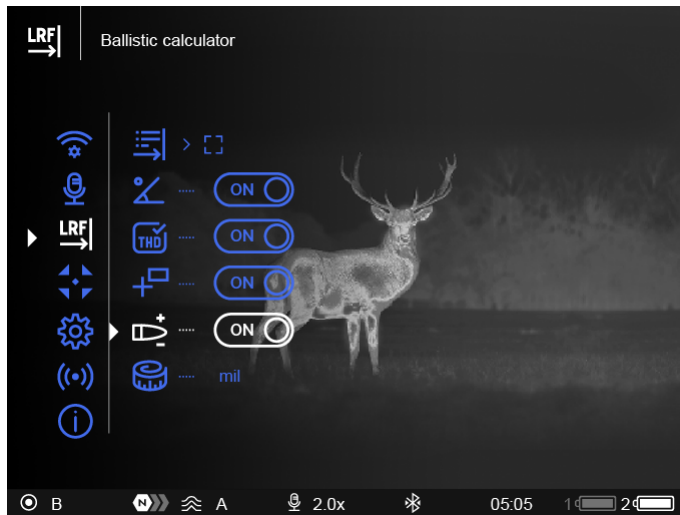 LRF Ballistic calculator
ON
LRF
THD ON
ON
ON
mil
B N A 2.0x 05:05 1 2